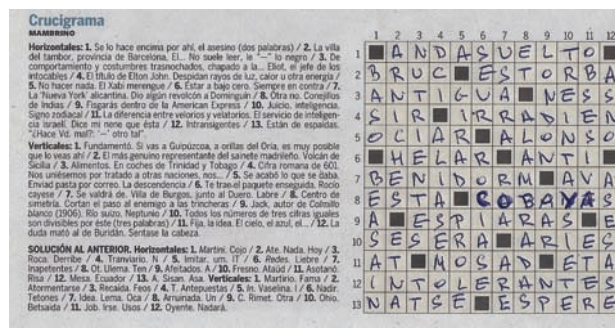 Crucigrama
MAMBRINO
Horizontales: 1. Se lo hace encima por ahí, el asesino (dos palabras) / 2. La villa
del tambor, provincia de Barcelona, El... No suele leer, le "—" lo negro / 3. De
comportamiento y costumbres trasnochados, chapado a la... Eliot, el jefe de los
intocables / 4. El título de Elton John. Despidan rayos de luz, calor u otra energía /
5. No hacer nada. El Xabi merengue / 6. Estar a bajo cero. Siempre en contra / 7.
La 'Nueva York' alicantina. Dio algún revolcón a Dominguín / 8. Otra no. Conejillos
de Indias / 9. Fisgarás dentro de la American Express / 10. Juicio, inteligencia.
Signo zodiacal / 11. La diferencia entre velorios y velatorios. El servicio de inteligen-
cia israelí. Dice mi nene que ésta / 12. Intransigentes / 13. Están de espaldas.
"¿Hace Vd. mal?: '—' otro tal".
Verticales: 1. Fundamentó. Si vas a Guipúzcoa, a orillas del Oria, es muy posible
que lo veas ahí / 2. El más genuino representante del sainete madrileño. Volcán de
Sicilia / 3. Alimentos. En coches de Trinidad y Tobago / 4. Cifra romana de 601.
Nos uniésemos por tratado a otras naciones, nos... / 5. Se acabó lo que se daba.
Enviad pasta por correo. La descendencia / 6. Te trae el paquete enseguida. Rocío
cayese / 7. Se valdrá de. Villa de Burgos, junto al Duero. Labre / 8. Centro de
simetría. Cortan el paso al enemigo a las trincheras / 9. Jack, autor de Colmillo
blanco (1906). Río suizo, Neptunio / 10. Todos los números de tres cifras iguales
son divisibles por éste (tres palabras) / 11. Fija, la idea. El cielo, el azul, el... / 12. La
duda mató al de Buridán. Sentase la cabeza.
SOLUCIÓN AL ANTERIOR. Horizontales: 1. Martini. Cojo / 2. Ate. Nada. Hoy / 3.
Roca. Derribe / 4. Tranviario. N / 5. Imitar. um. IT / 6. Redes. Liebre / 7.
Inapetentes / 8. Ot. Ulema. Ten / 9. Afeitados. A / 10. Fresno. Ataúd / 11. Asotanó.
Risa / 12. Mesa. Ecuador / 13. A. Sisan. Asa. Verticales: 1. Martirio. Fama / 2.
Atormentarse / 3. Recaída. Feos / 4. T. Antepuestas / 5. In. Vaselina. I / 6. Nadir.
Tetones / 7. Idea. Lema. Oca / 8. Arruinada. Un / 9. C. Rimet. Otra / 10. Ohio.
Betsaida / 11. Job. Irse. Usos / 12. Oyente. Nadará.
1 2 3 4 5 6 7 8 9 10 11 12
1 A N D A S U E L T O
2 B R U C E S T O R B A
3 A N T I G U A N E S S
4 S I R I R R A D I E N
5 O C I A R A L O N S O
6 H E L A R A N T I
7 B E N I D O R M A V A
8 E S T A C O B A Y A S
9 A E S P I A R A S E
10 S E S E R A A R I E S
11 A T M O S A D E T A
12 I N T O L E R A N T E S
13 N A T S E E S P E R E